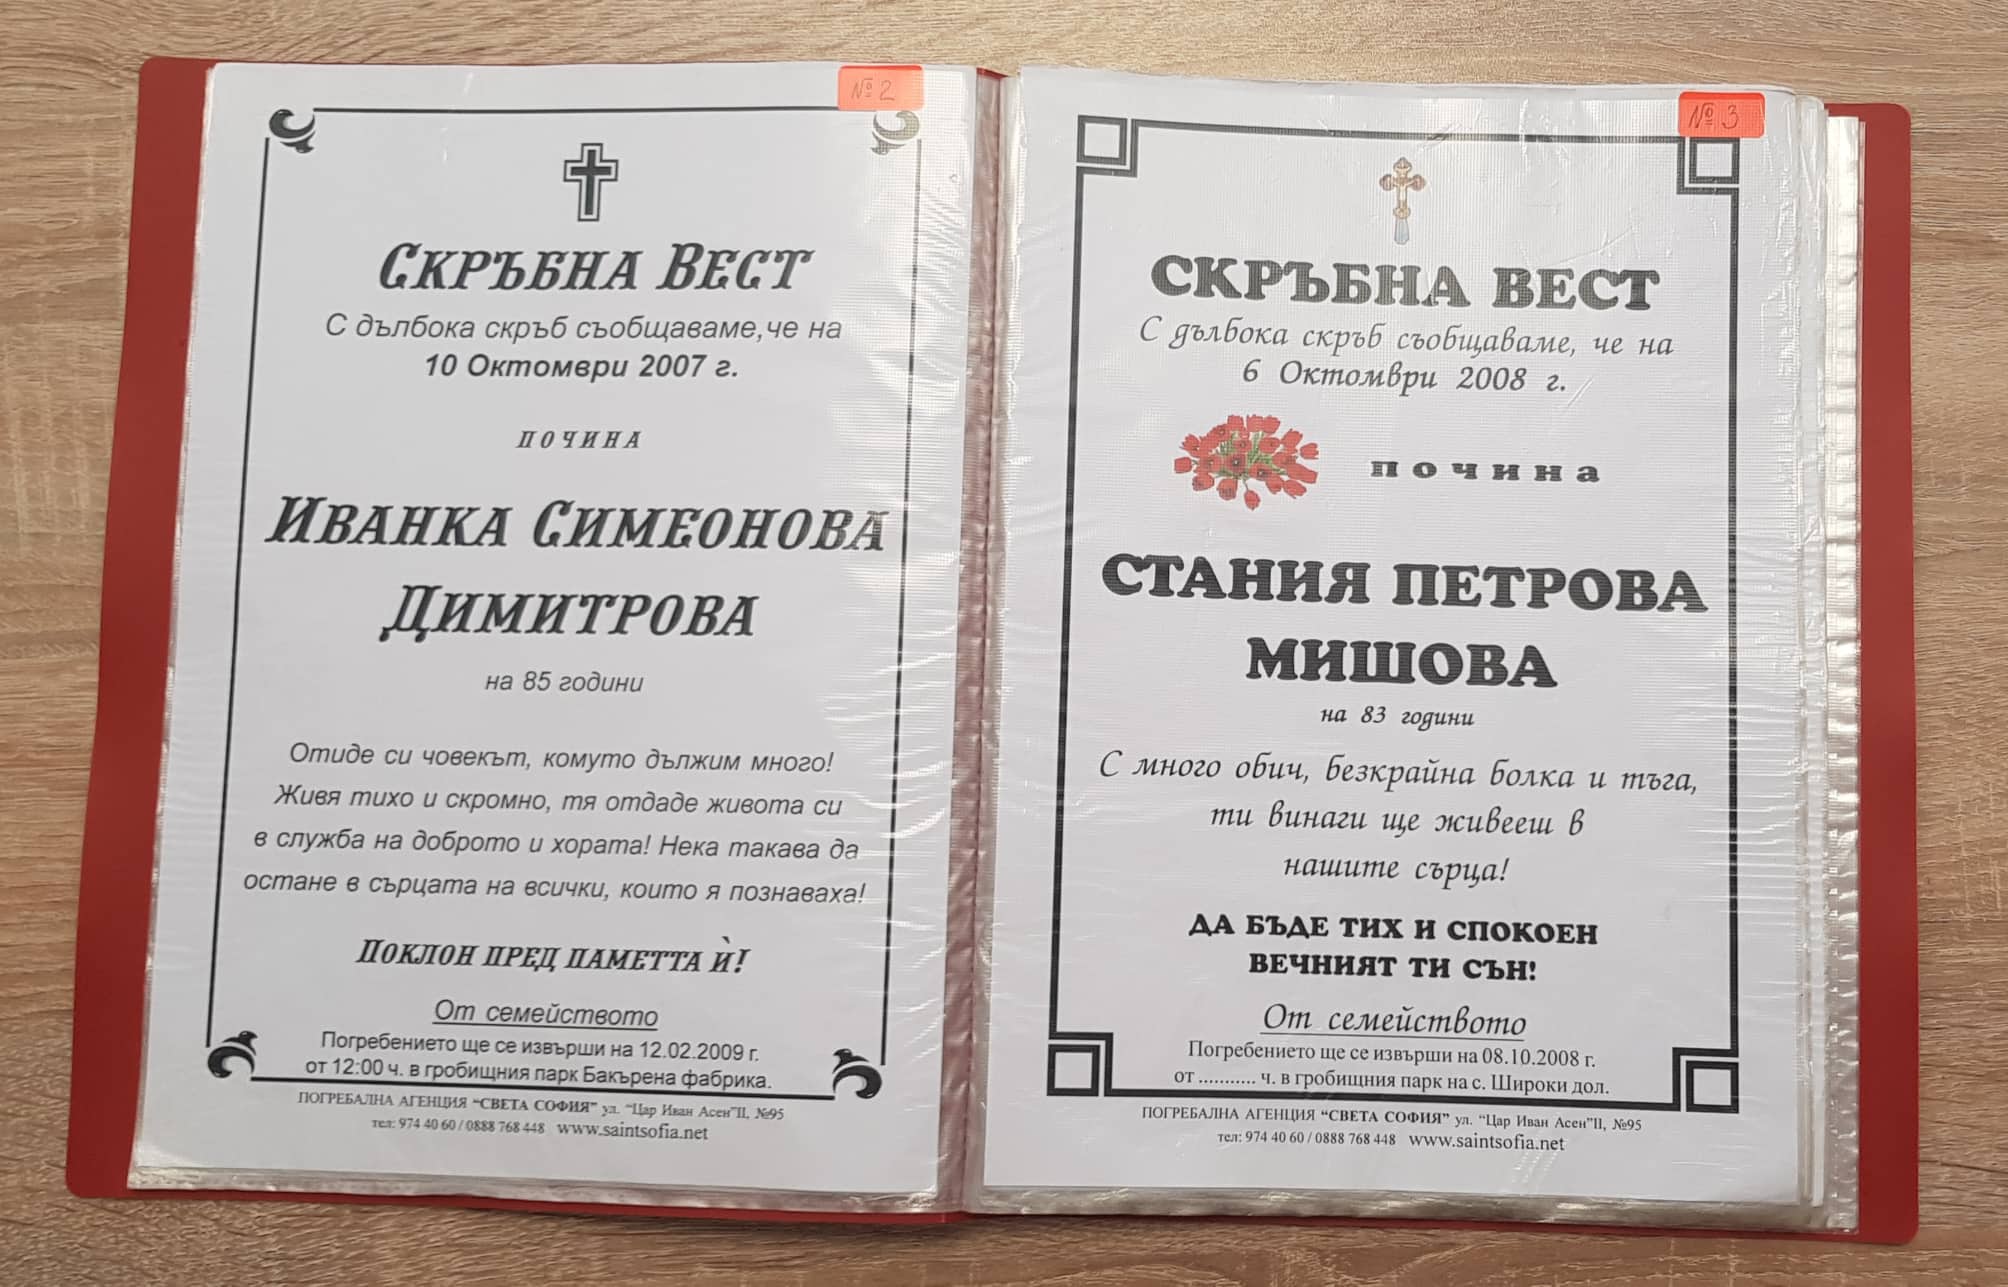 № 2
СКРЪБНА ВЕСТ
С дълбока скръб съобщаваме,че на
10 Октомври 2007 г.
ПОЧИНА
ИВАНКА СИМЕОНОВА
ДИМИТРОВА
на 85 години
Отиде си човекът, комуто дължим много!
Живя тихо и скромно, тя отдаде живота си
в служба на доброто и хората! Нека такава да
остане в сърцата на всички, които я познаваха!
ПОКЛОН ПРЕД ПАМЕТТА Ѝ!
От семейството
Погребението ще се извърши на 12.02.2009 г.
от 12:00 ч. в гробищния парк Бакърена фабрика.
ПОГРЕБАЛНА АГЕНЦИЯ “СВЕТА СОФИЯ” ул. “Цар Иван Асен”II, №95
тел: 974 40 60 / 0888 768 448 www.saintsofia.net
№ 3
СКРЪБНА ВЕСТ
С дълбока скръб съобщаваме, че на
6 Октомври 2008 г.
почина
СТАНИЯ ПЕТРОВА
МИШОВА
на 83 години
С много обич, безкрайна болка и тъга,
ти винаги ще живееш в
нашите сърца!
ДА БЪДЕ ТИХ И СПОКОЕН
ВЕЧНИЯТ ТИ СЪН!
От семейството
Погребението ще се извърши на 08.10.2008 г.
от ........... ч. в гробищния парк на с. Широки дол.
ПОГРЕБАЛНА АГЕНЦИЯ “СВЕТА СОФИЯ” ул. “Цар Иван Асен”II, №95
тел: 974 40 60 / 0888 768 448 www.saintsofia.net